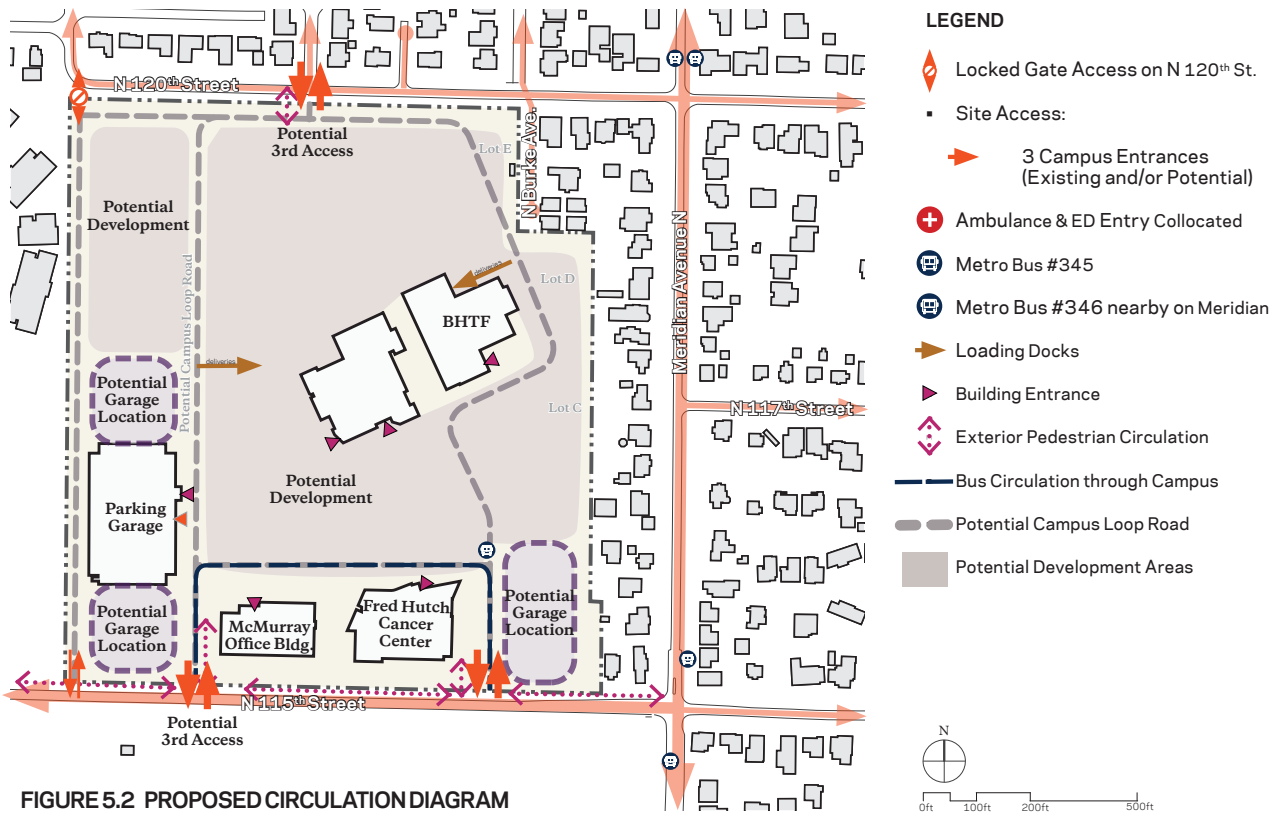 N 120th Street
Potential
3rd Access
Lot E
N Burke Ave.
Potential
Development
Potential Campus Loop Road
deliveries
BHTF
Lot D
deliveries
Meridian Avenue N
Potential
Garage
Location
Lot C
N 117th Street
Parking
Garage
Potential
Development
Potential
Garage
Location
McMurray
Office Bldg.
Fred Hutch
Cancer
Center
Potential
Garage
Location
N 115th Street
Potential
3rd Access
FIGURE 5.2 PROPOSED CIRCULATION DIAGRAM
LEGEND
Locked Gate Access on N 120th St.
Site Access:
3 Campus Entrances
(Existing and/or Potential)
Ambulance & ED Entry Collocated
Metro Bus #345
Metro Bus #346 nearby on Meridian
Loading Docks
Building Entrance
Exterior Pedestrian Circulation
Bus Circulation through Campus
Potential Campus Loop Road
Potential Development Areas
N
0ft 100ft 200ft 500ft